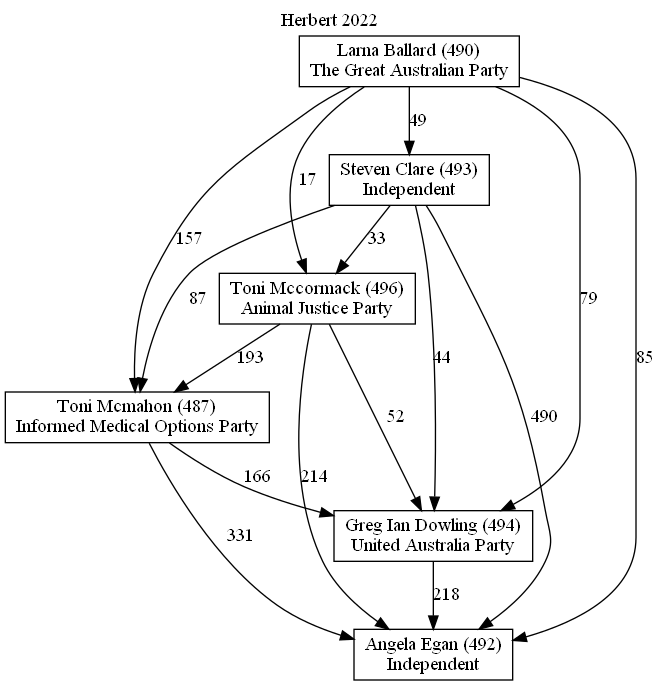 Herbert 2022
Larna Ballard (490)
The Great Australian Party
49
Steven Clare (493)
Independent
17
33
157
87
79
Toni Mccormack (496)
Animal Justice Party
193
44
85
52
490
Toni Mcmahon (487)
Informed Medical Options Party
166
214
331
Greg Ian Dowling (494)
United Australia Party
218
Angela Egan (492)
Independent